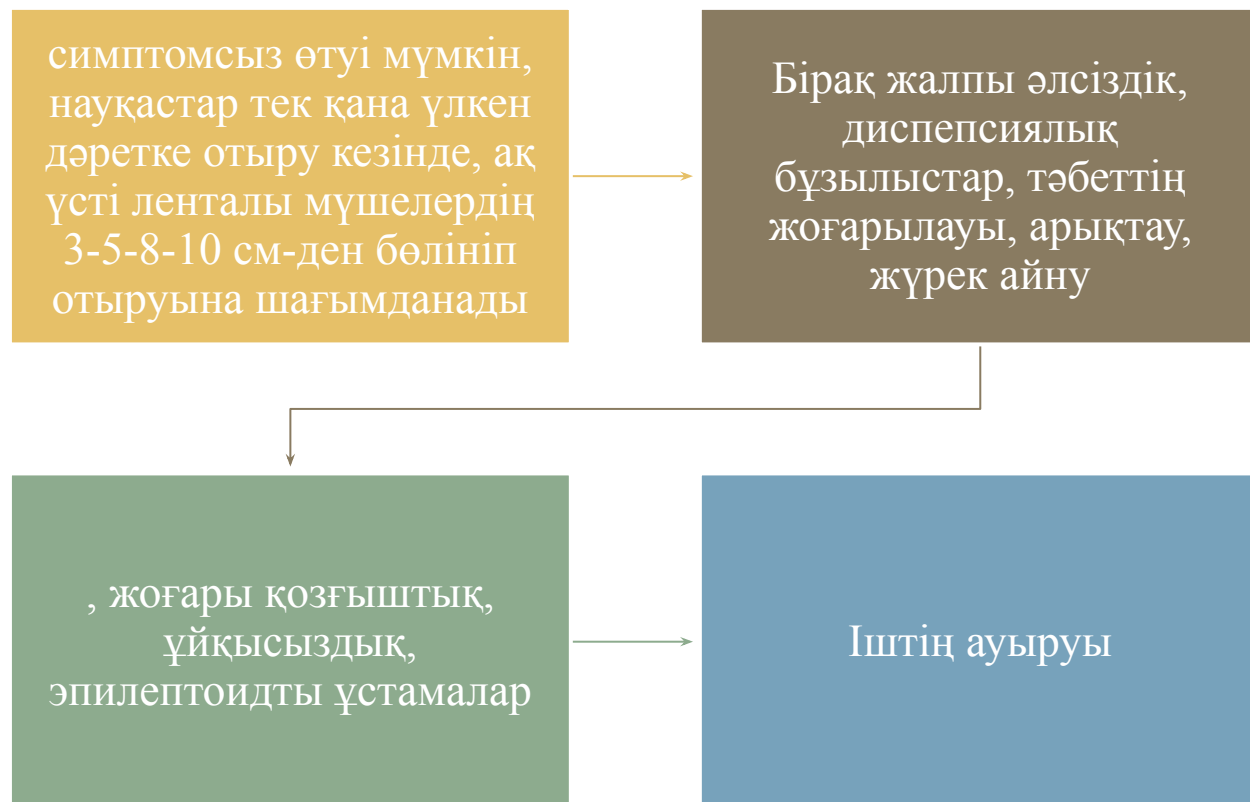 симптомсыз өтуі мүмкін,
науқастар тек қана үлкен
дәретке отыру кезінде, ақ
үсті ленталы мүшелердің
3-5-8-10 см-ден бөлініп
отыруына шағымданады
Бірақ жалпы әлсіздік,
диспепсиялық
бұзылыстар, тәбеттің
жоғарылауы, арықтау,
жүрек айну
, жоғары қозғыштық,
ұйқысыздық,
эпилептоидты ұстамалар
Іштің ауыруы